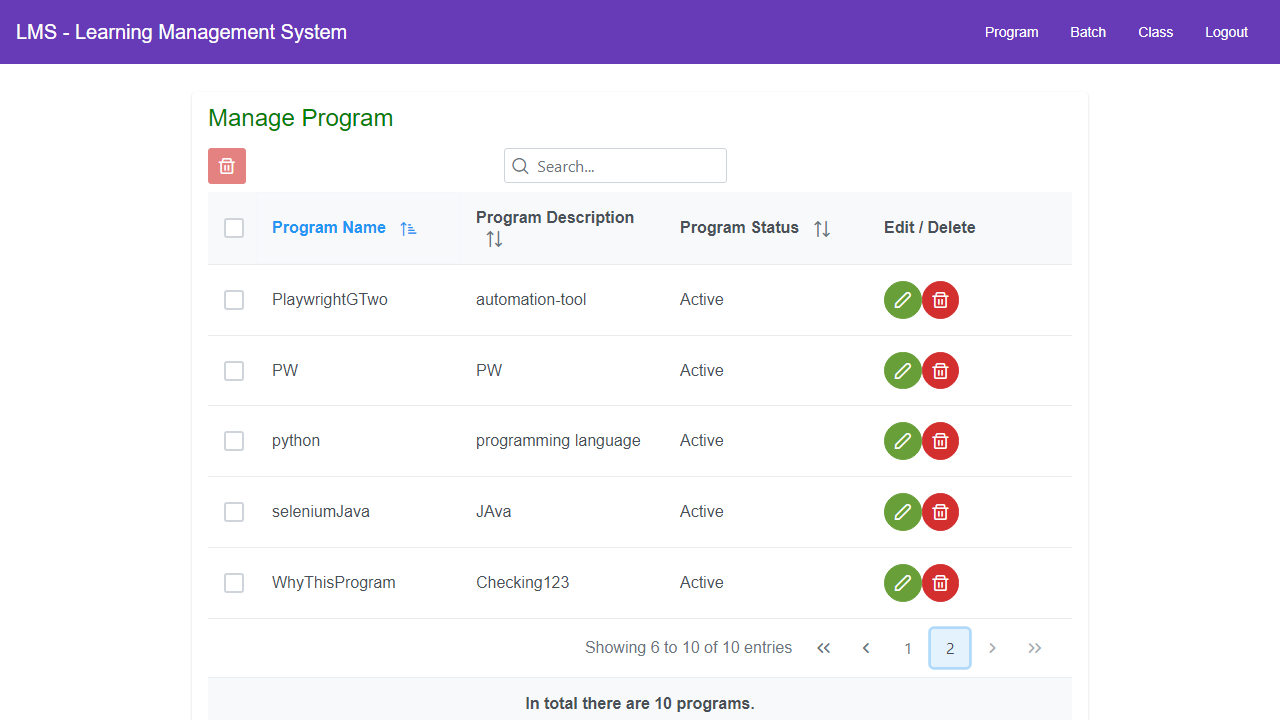 LMS - Learning Management System Program Batch Class Logout
Manage Program
Search...
Program Name Program Description Program Status Edit / Delete
PlaywrightGTwo automation-tool Active
PW PW Active
python programming language Active
seleniumJava JAva Active
WhyThisProgram Checking123 Active
Showing 6 to 10 of 10 entries 1 2
In total there are 10 programs.